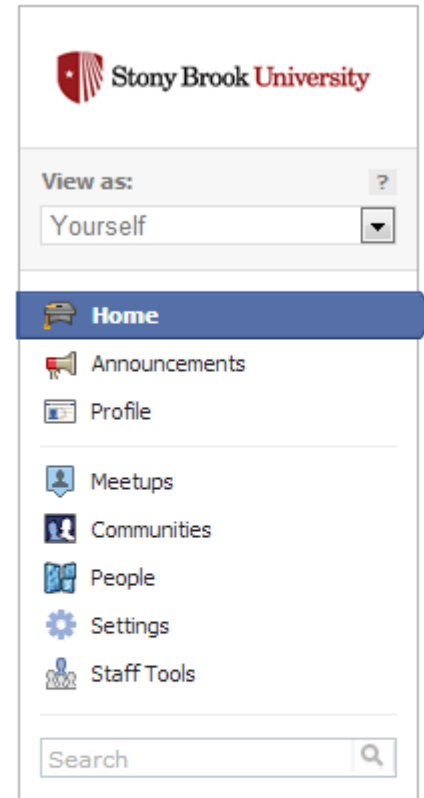 Stony Brook University
View as: ?
Yourself
Home
Announcements
Profile
Meetups
Communities
People
Settings
Staff Tools
Search